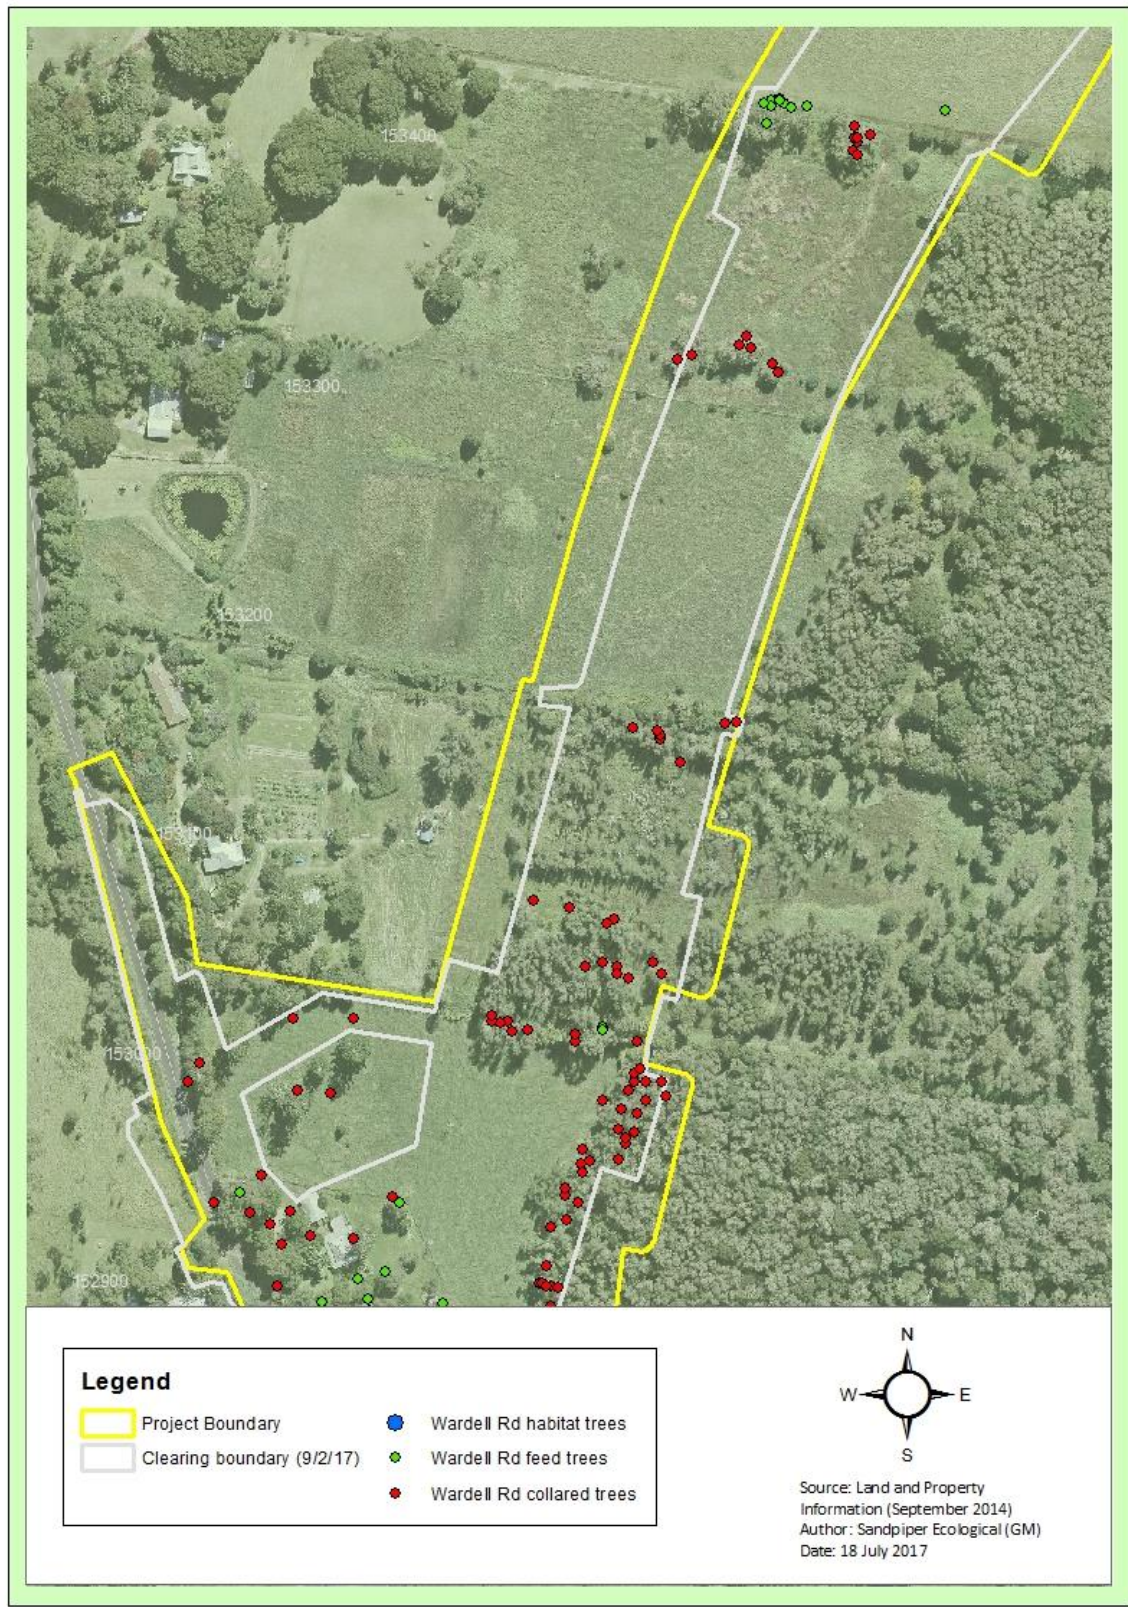 153400
153300
153200
153100
153000
152900
Legend
Project Boundary
Clearing boundary (9/2/17)
Wardell Rd habitat trees
Wardell Rd feed trees
Wardell Rd collared trees
N
W
E
S
Source: Land and Property
Information (September 2014)
Author: Sandpiper Ecological (GM)
Date: 18 July 2017